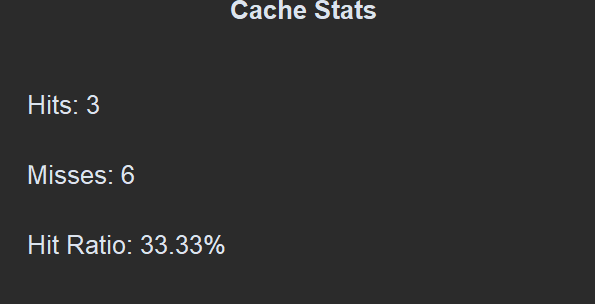 Cache Stats
Hits: 3
Misses: 6
Hit Ratio: 33.33%